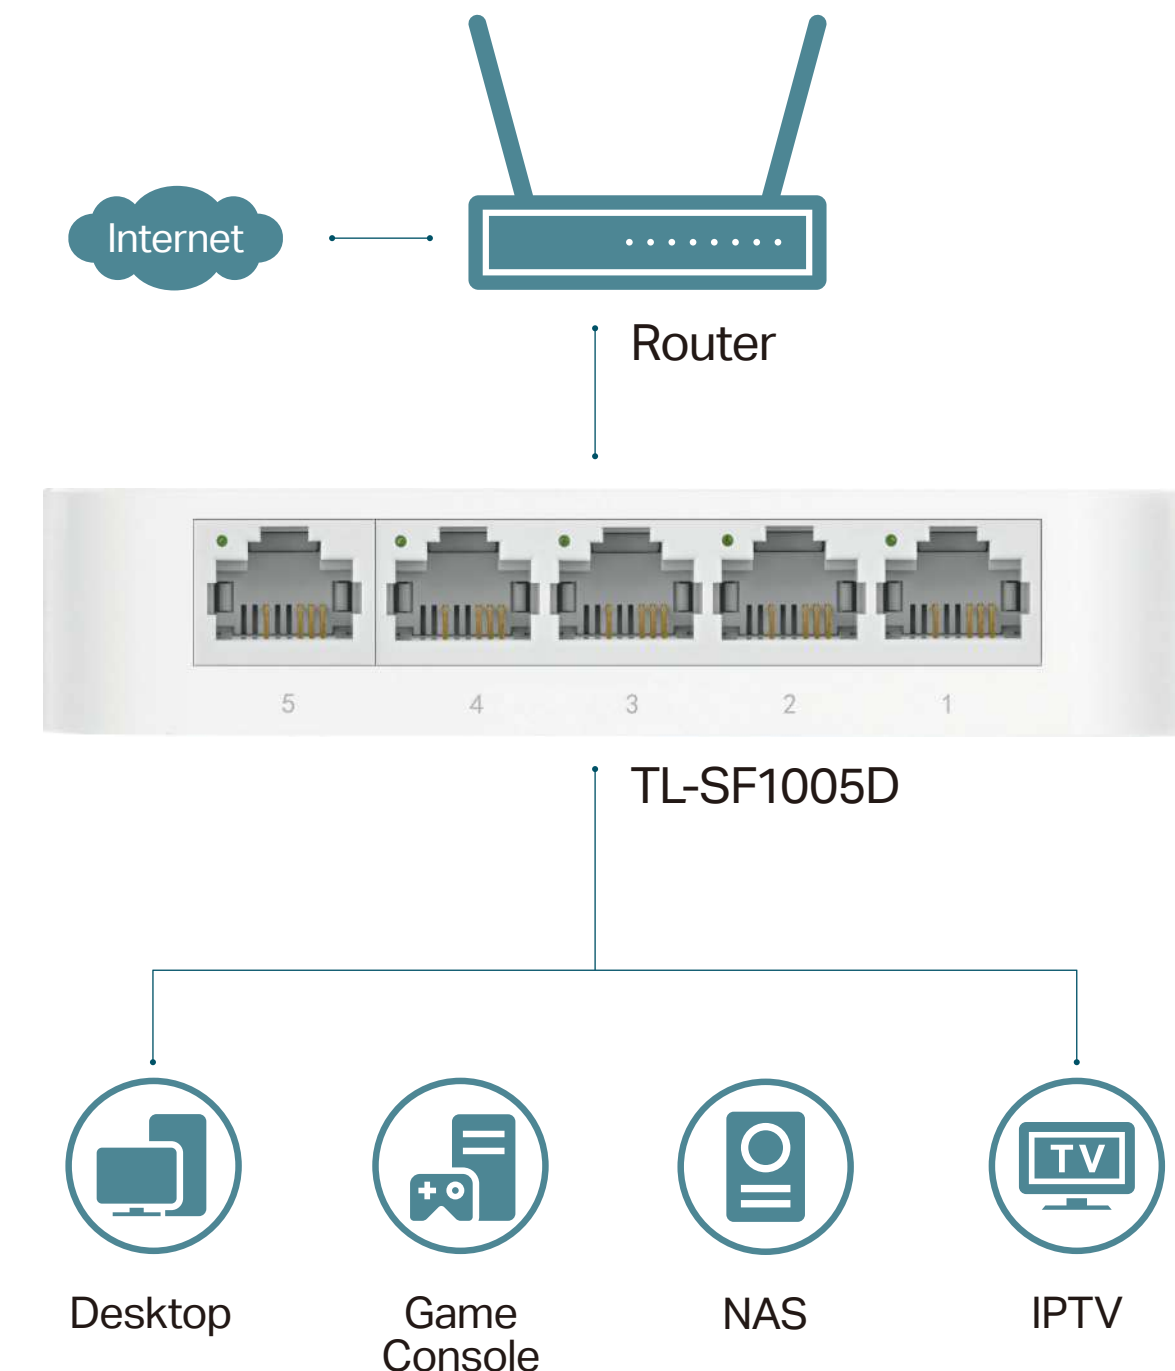 Internet
Router
5 4 3 2 1
TL-SF1005D
TV
Desktop
Game
Console
NAS
IPTV